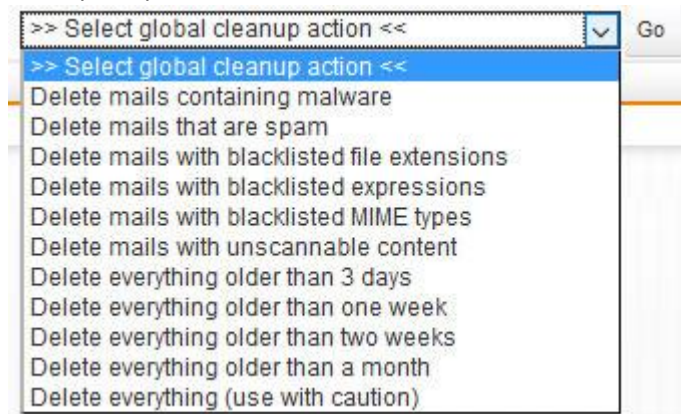 >> Select global cleanup action << Go
>> Select global cleanup action <<
Delete mails containing malware
Delete mails that are spam
Delete mails with blacklisted file extensions
Delete mails with blacklisted expressions
Delete mails with blacklisted MIME types
Delete mails with unscannable content
Delete everything older than 3 days
Delete everything older than one week
Delete everything older than two weeks
Delete everything older than a month
Delete everything (use with caution)